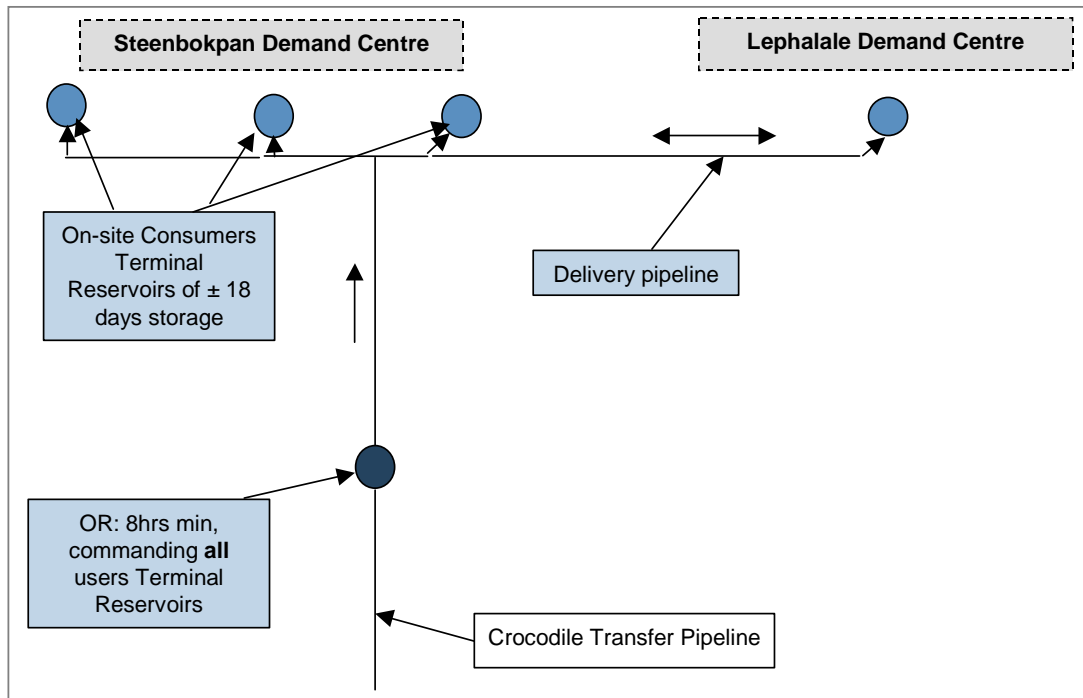 Steenbokpan Demand Centre
Lephalale Demand Centre
On-site Consumers
Terminal
Reservoirs of ± 18
days storage
Delivery pipeline
OR: 8hrs min,
commanding all
users Terminal
Reservoirs
Crocodile Transfer Pipeline